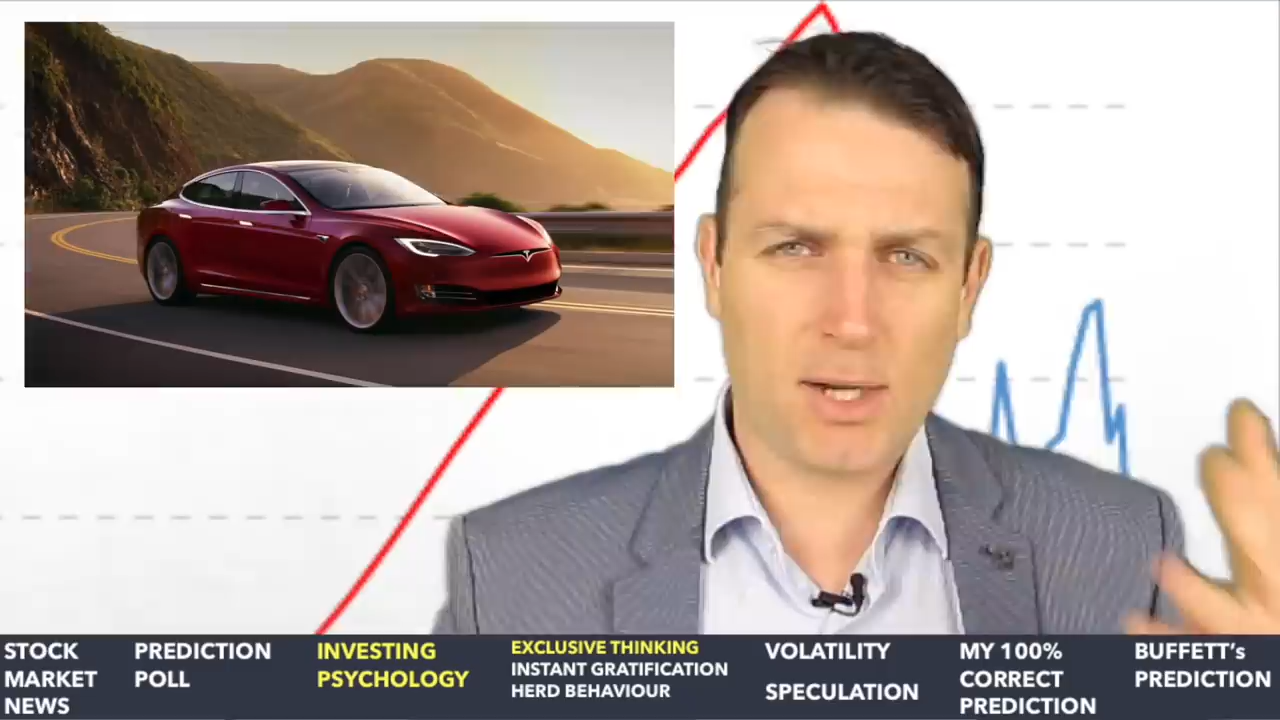 STOCK
MARKET
NEWS
PREDICTION
POLL
INVESTING
PSYCHOLOGY
EXCLUSIVE THINKING
INSTANT GRATIFICATION
HERD BEHAVIOUR
VOLATILITY
SPECULATION
MY 100%
CORRECT
PREDICTION
BUFFETT's
PREDICTION